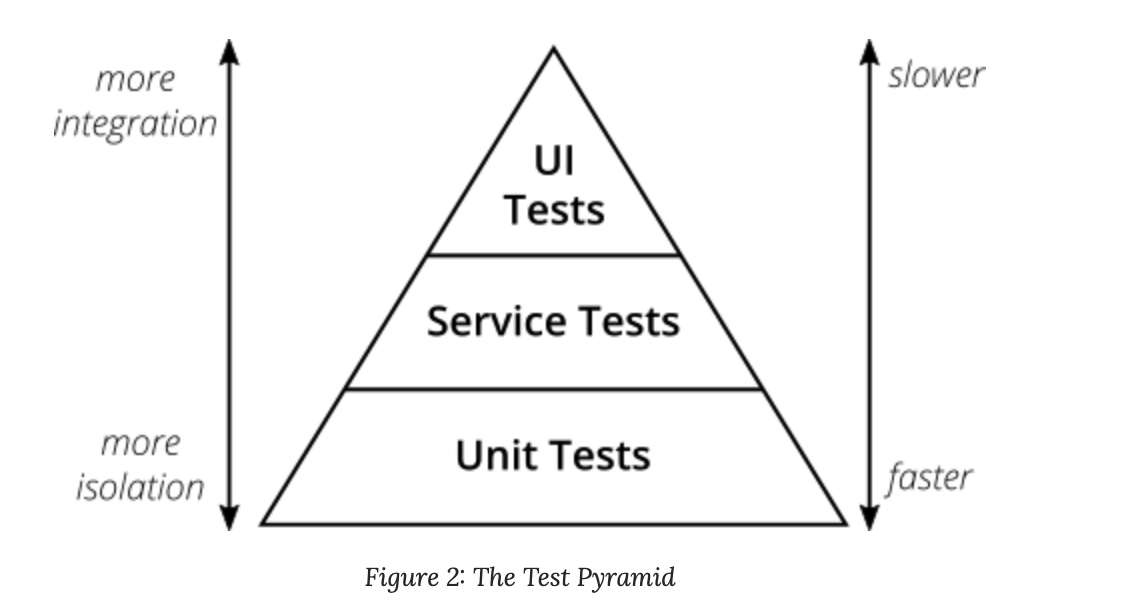 more
integration
slower
UI
Tests
Service Tests
Unit Tests
more
isolation
faster
Figure 2: The Test Pyramid